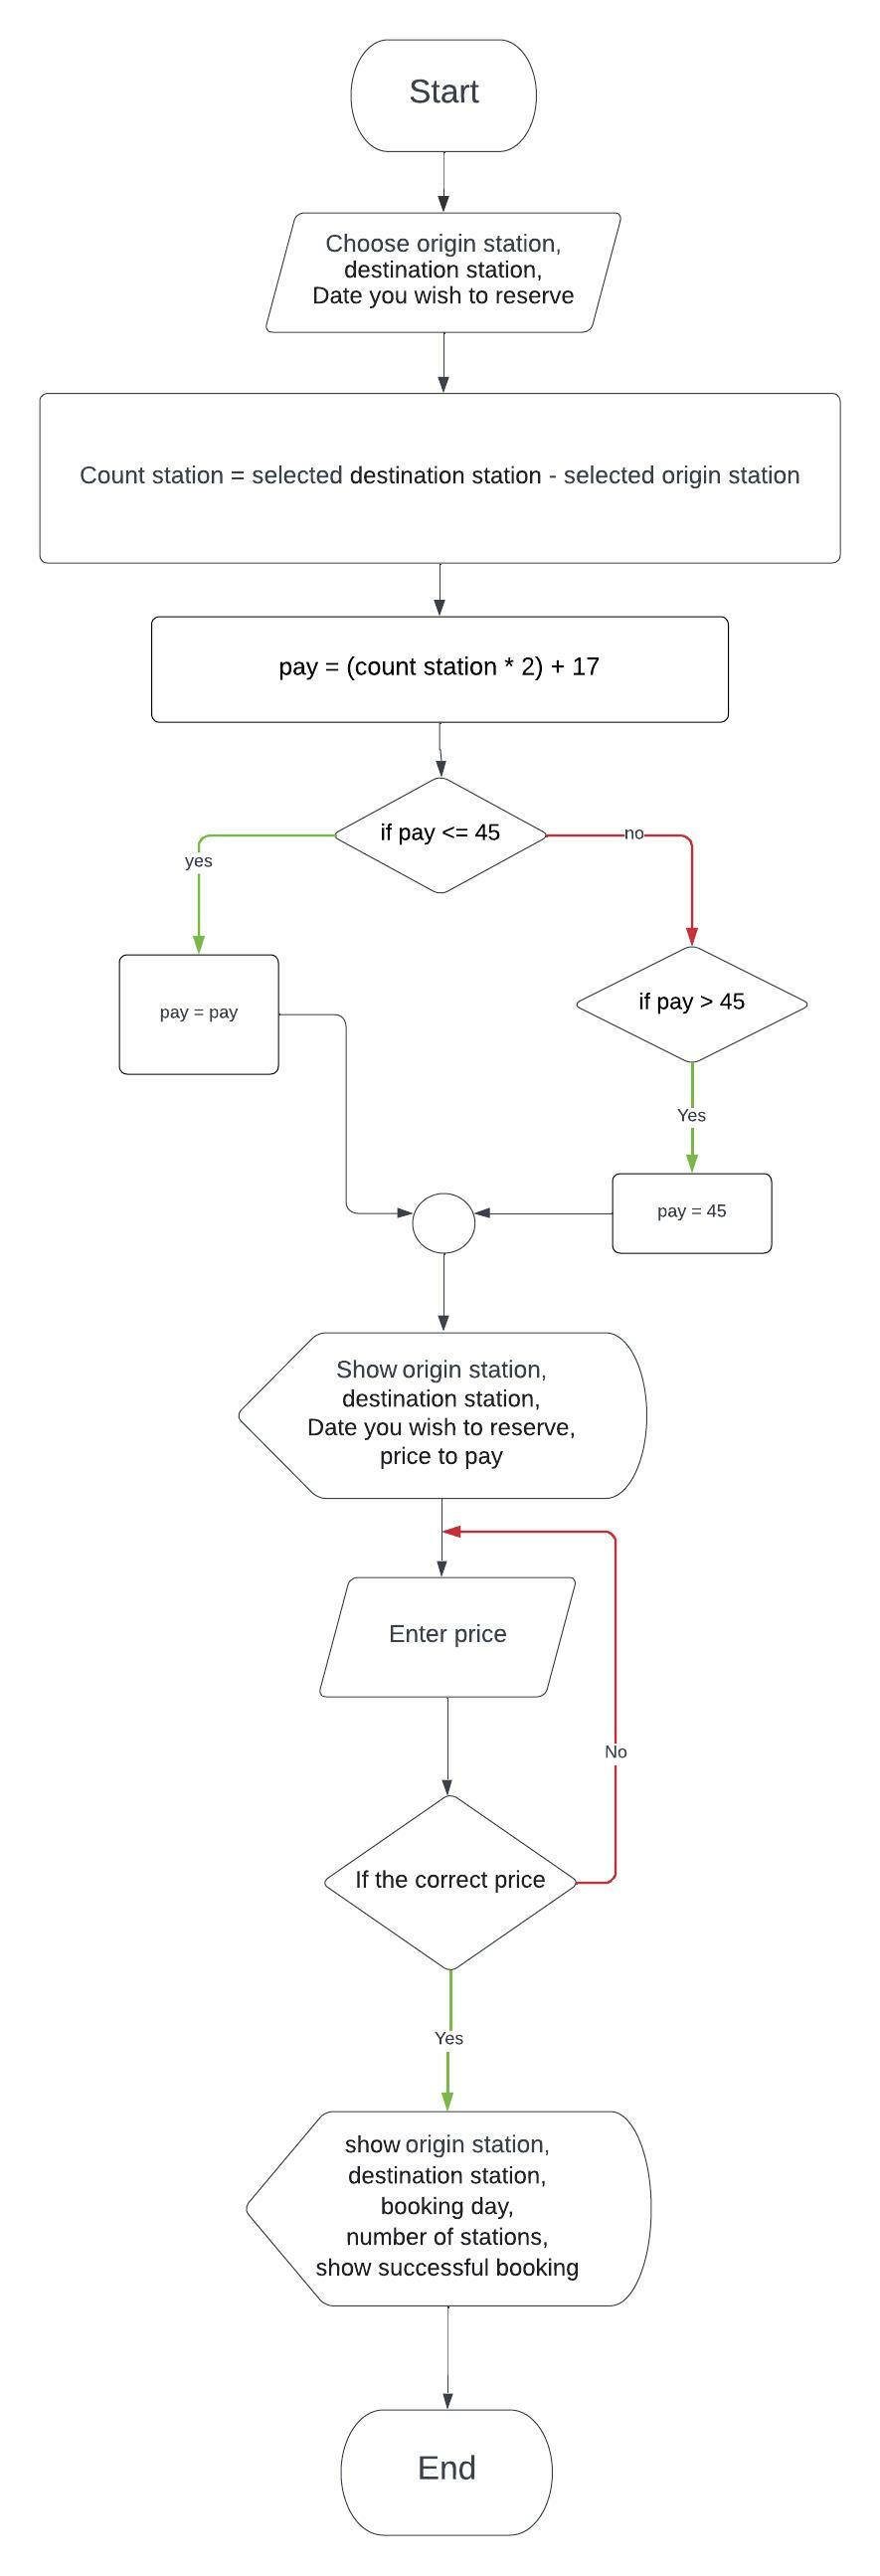 Start
Choose origin station,
destination station,
Date you wish to reserve
Count station = selected destination station - selected origin station
pay = (count station * 2) + 17
if pay <= 45
no
yes
if pay > 45
pay = pay
Yes
pay = 45
Show origin station,
destination station,
Date you wish to reserve,
price to pay
Enter price
No
If the correct price
Yes
show origin station,
destination station,
booking day,
number of stations,
show successful booking
End